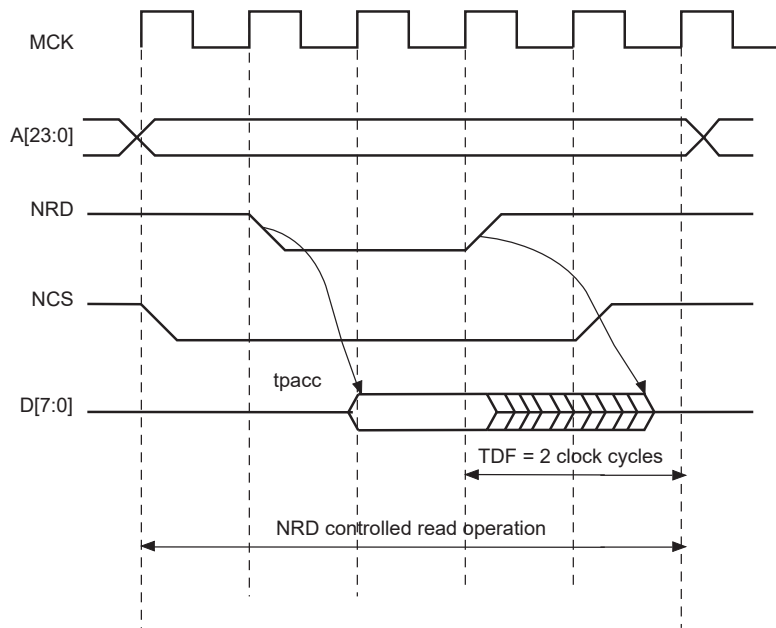 MCK
A[23:0]
NRD
NCS
tpacc
D[7:0]
TDF = 2 clock cycles
NRD controlled read operation